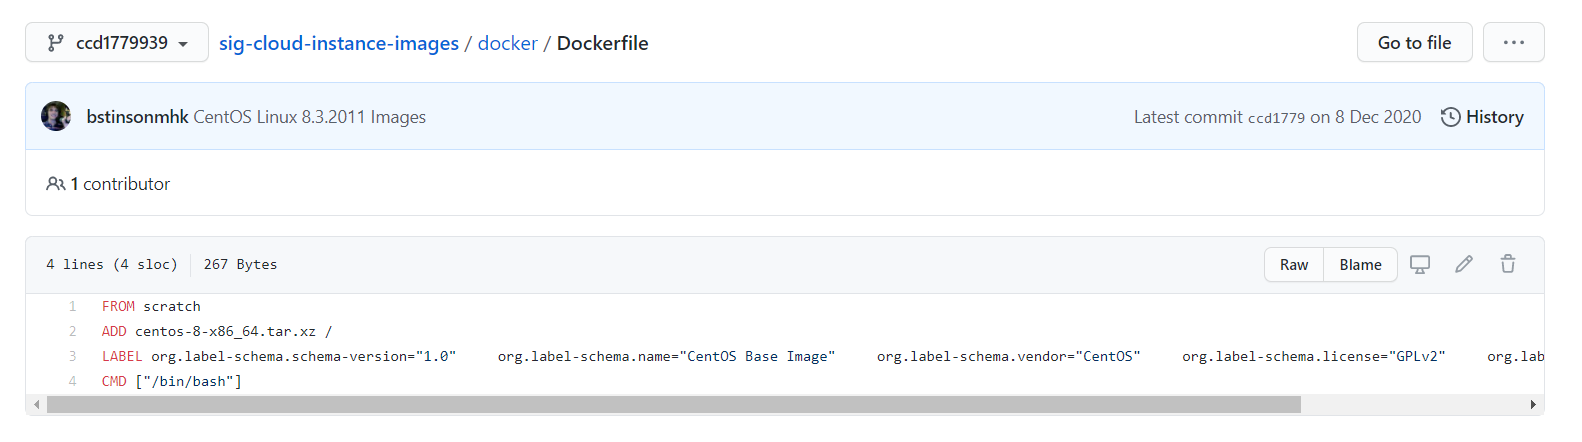 ccd1779939 sig-cloud-instance-images / docker / Dockerfile Go to file ...
bstinsonmhk CentOS Linux 8.3.2011 Images Latest commit ccd1779 on 8 Dec 2020 History
1 contributor
4 lines (4 sloc) 267 Bytes Raw Blame
1 FROM scratch
2 ADD centos-8-x86_64.tar.xz /
3 LABEL org.label-schema.schema-version="1.0" org.label-schema.name="CentOS Base Image" org.label-schema.vendor="CentOS" org.label-schema.license="GPLv2" org.lab
4 CMD ["/bin/bash"]